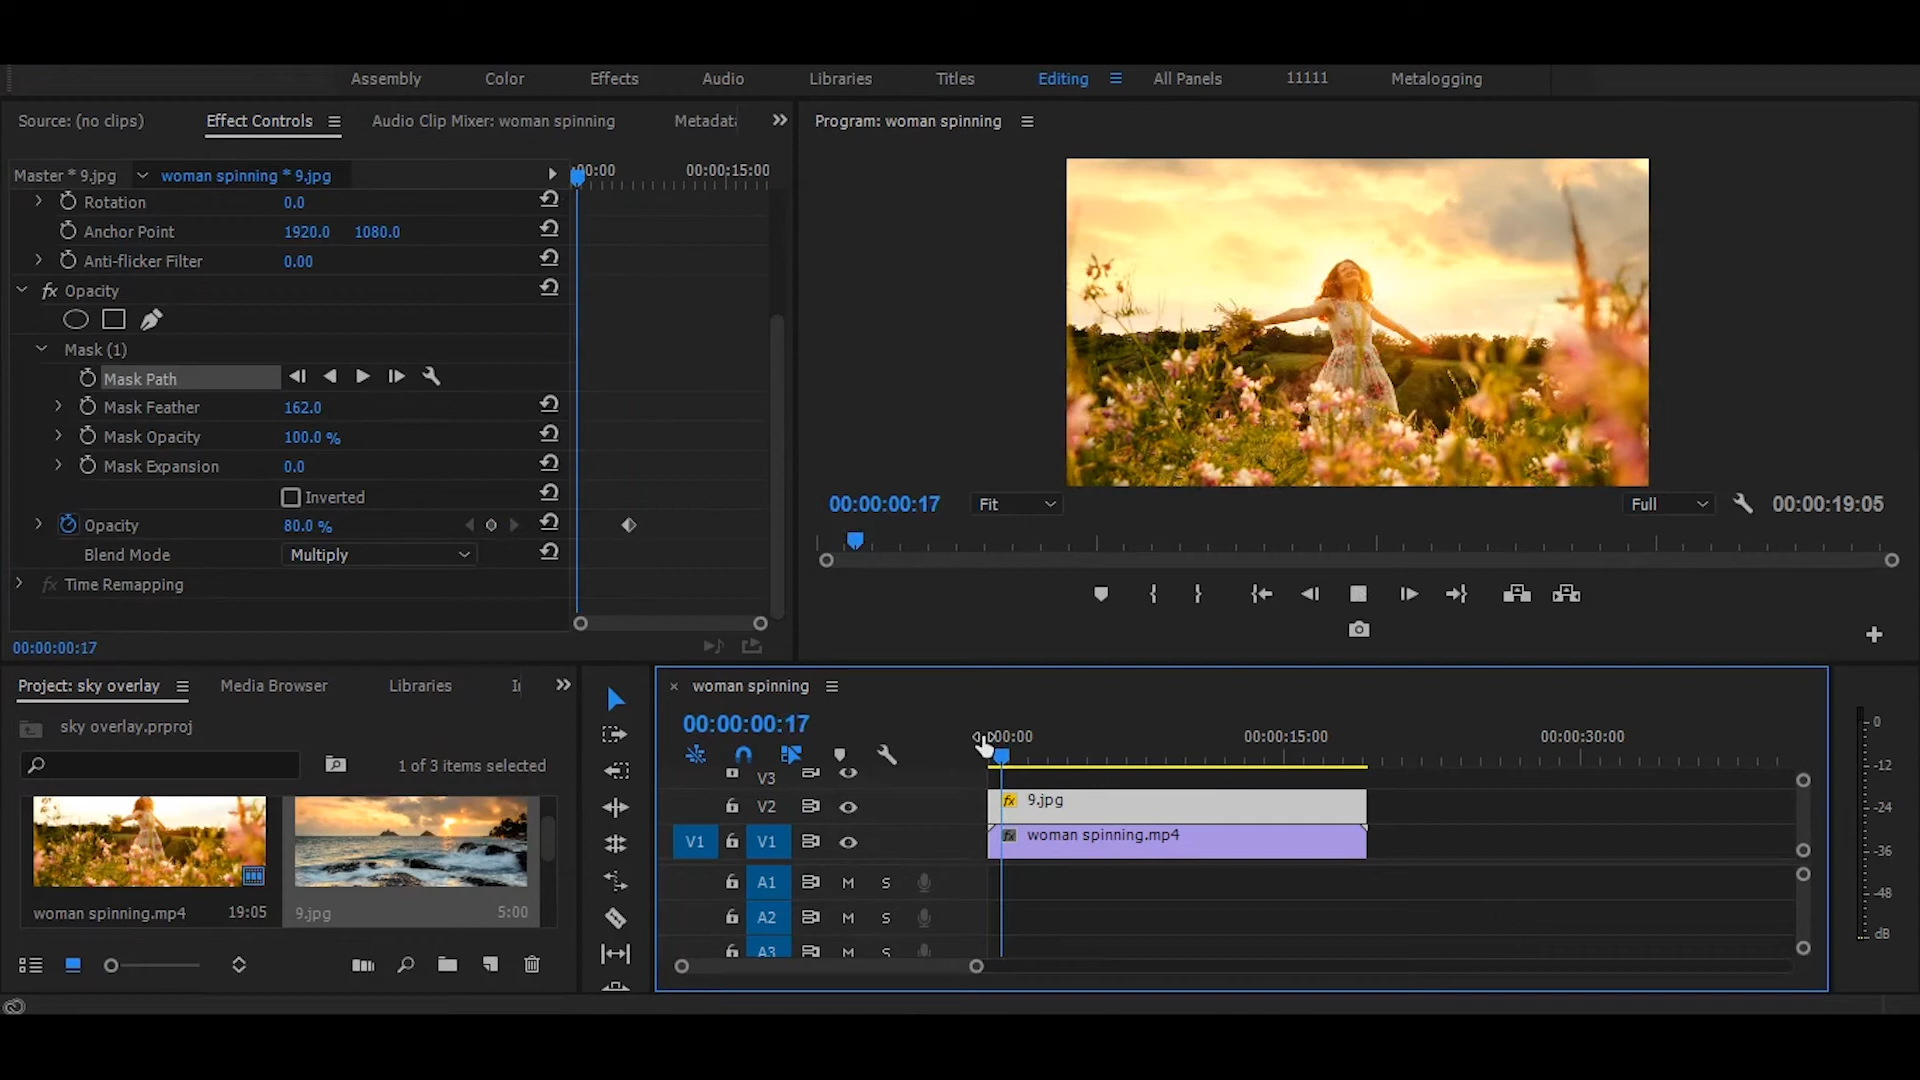 Assembly Color Effects Audio Libraries Titles Editing All Panels 11111 Metalogging
Source: (no clips) Effect Controls Audio Clip Mixer: woman spinning Metadat
Master * 9.jpg woman spinning * 9.jpg :00:00 00:00:15:00
Rotation 0.0
Anchor Point 1920.0 1080.0
Anti-flicker Filter 0.00
fx Opacity
Mask (1)
Mask Path
Mask Feather 162.0
Mask Opacity 100.0 %
Mask Expansion 0.0
Inverted
Opacity 80.0 %
Blend Mode Multiply
fx Time Remapping
00:00:00:17
Program: woman spinning
00:00:00:17 Fit Full 00:00:19:05
Project: sky overlay Media Browser Libraries
sky overlay.prproj
1 of 3 items selected
woman spinning.mp4 19:05
9.jpg 5:00
woman spinning
00:00:00:17
:00:00 00:00:15:00 00:00:30:00
V3
V2 fx 9.jpg
V1 V1 fx woman spinning.mp4
A1 M S
A2 M S
A3 M S
0
-12
-24
-36
-48
dB